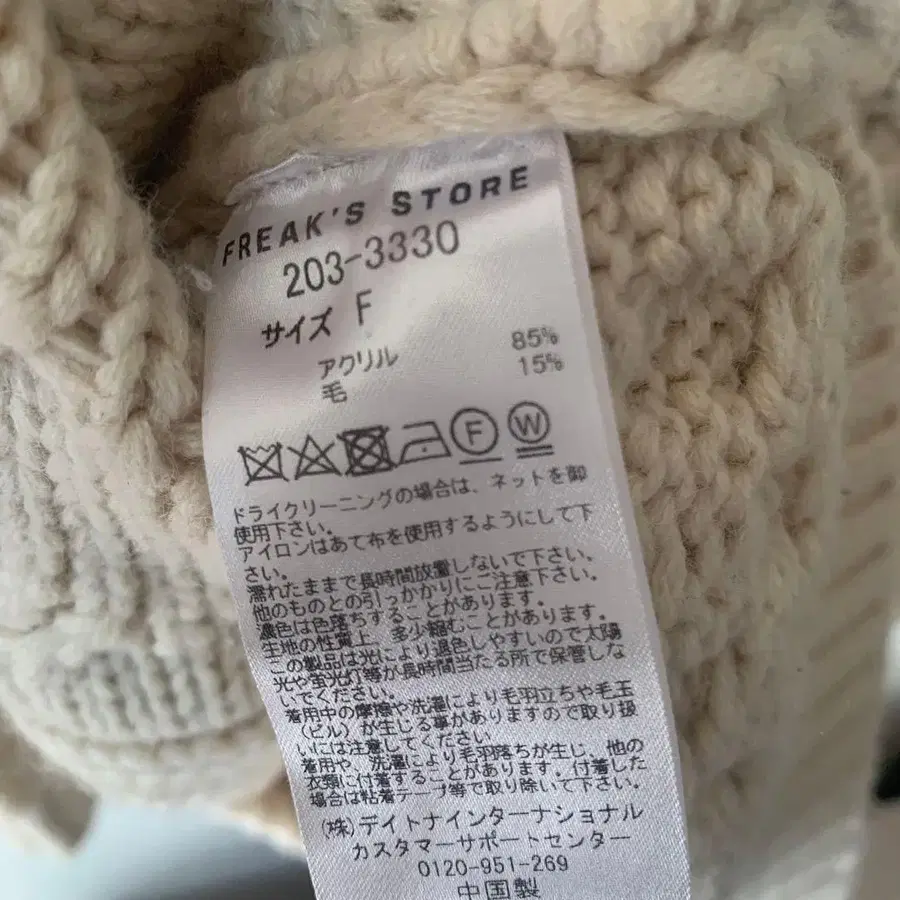 FREAK'S STORE
203-3330
サイズ F
アクリル 85%
毛 15%
F W
ドライクリーニングの場合は、ネットを御
使用下さい。
アイロンはあて布を使用するようにして下
さい。
濡れたままで長時間放置しないで下さい。
他のものとの引っかかりにご注意下さい。
濃色は色落ちすることがあります。
生地の性質上、多少縮むことがあります。
この製品は光により退色しやすいので太陽
光や蛍光灯等が長時間当たる所で保管しな
いでください。
着用中の摩擦や洗濯により毛羽立ちや毛玉
(ピル)が生じる事がありますので取り扱
いには注意してください
着用や、洗濯により毛羽落ちが生じ、他の
衣類に付着することがあります。付着した
場合は粘着テープ等で取り除いて下さい。
(株)デイトナインターナショナル
カスタマーサポートセンター
0120-951-269
中国製